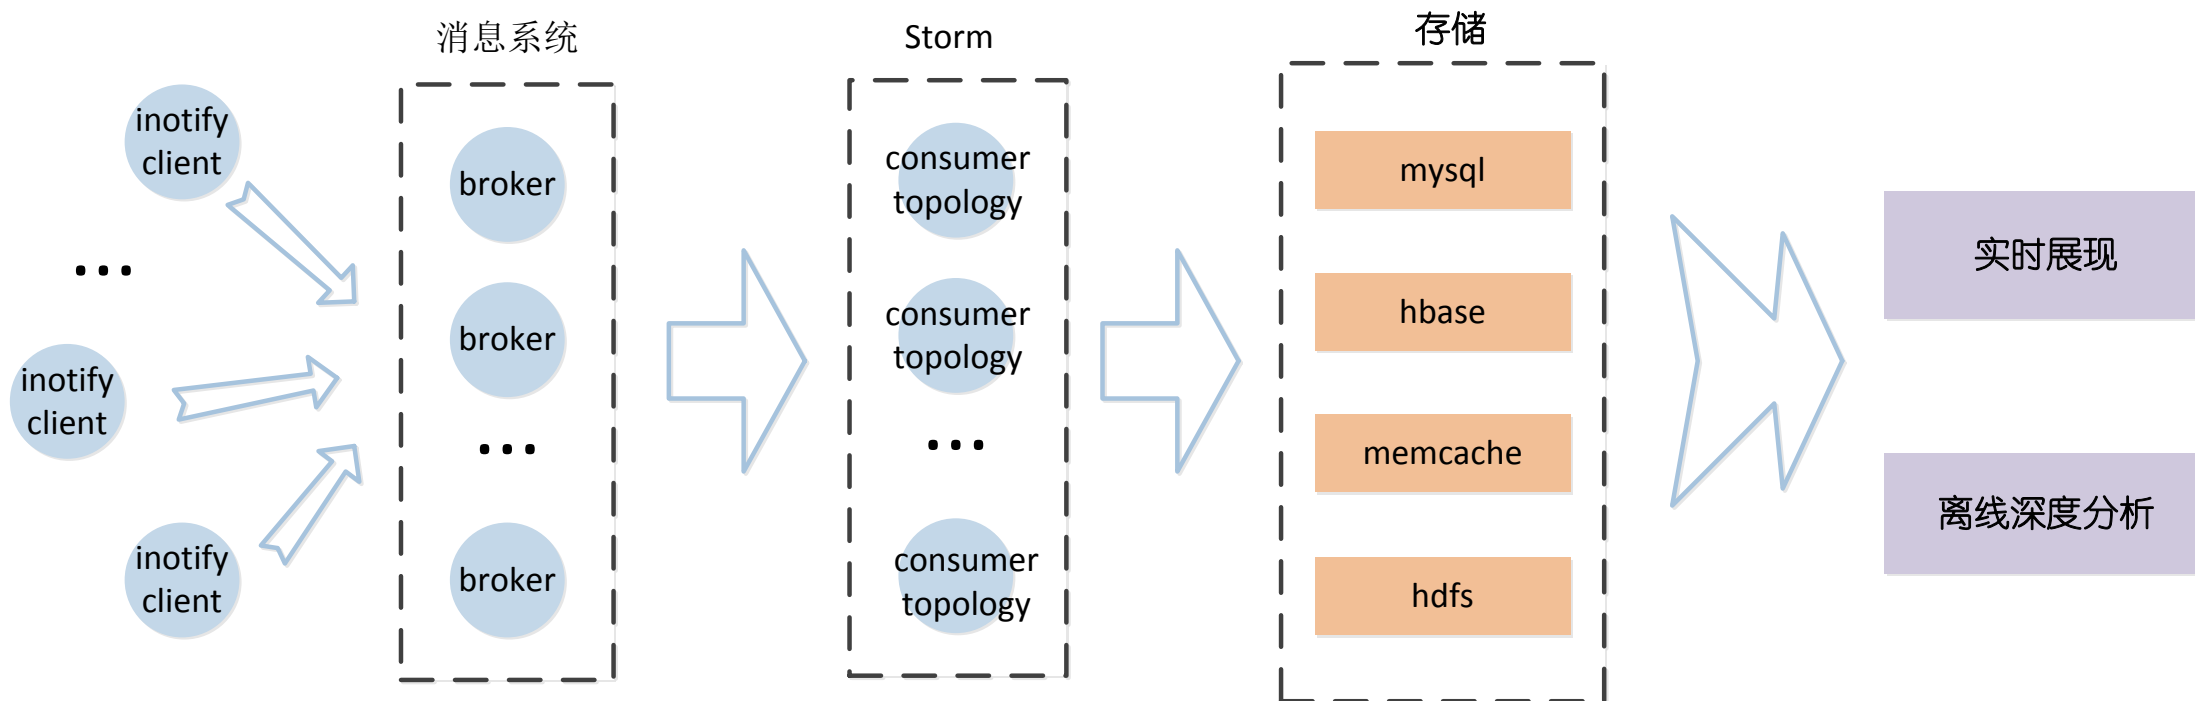 消息系统
Storm
存储
inotify
client
...
inotify
client
inotify
client
broker
broker
...
broker
consumer
topology
consumer
topology
...
consumer
topology
mysql
hbase
memcache
hdfs
实时展现
离线深度分析